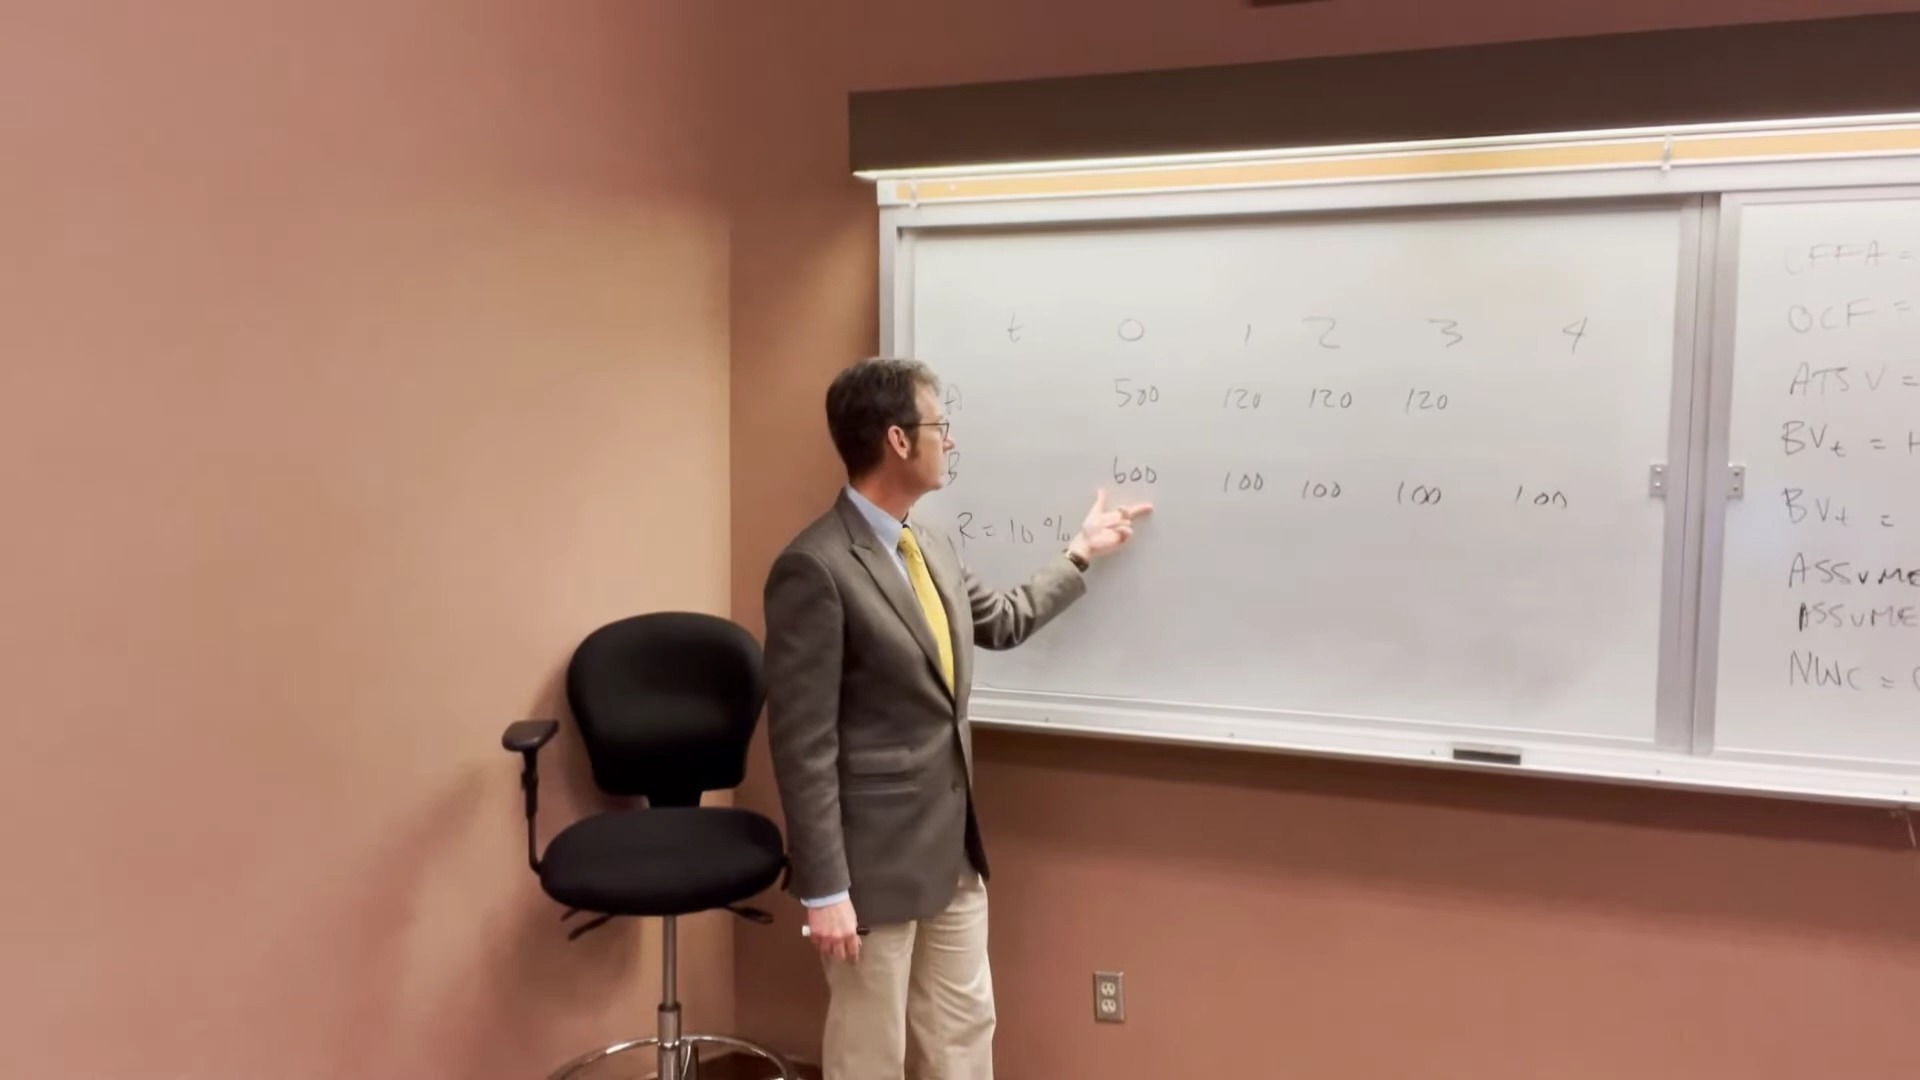 t 0 1 2 3 4
A 500 120 120 120
B 600 100 100 100 100
R = 10%
OCF =
ATSV =
BVt = H
BVt =
ASSUME
ASSUME
NWC =